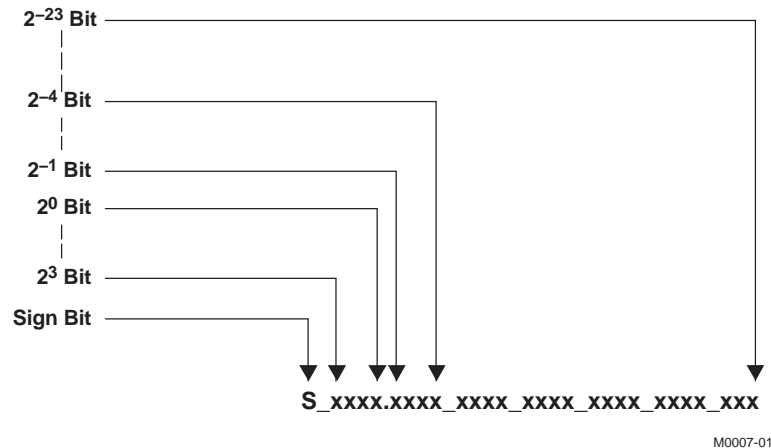 2–23 Bit
2–4 Bit
2–1 Bit
20 Bit
23 Bit
Sign Bit
S_xxxx.xxxx_xxxx_xxxx_xxxx_xxxx_xxx
M0007-01